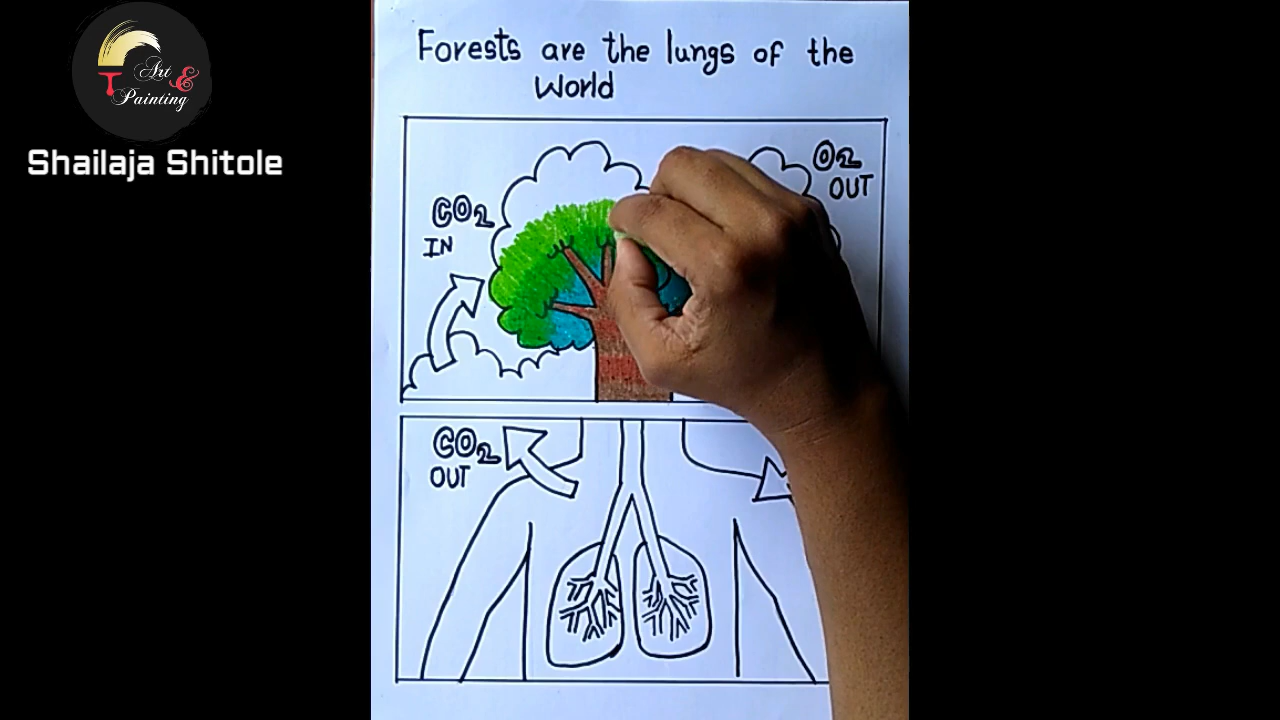 Art &
Painting
Shailaja Shitole
Forests are the lungs of the
World
CO2
IN
O2
OUT
CO2
OUT